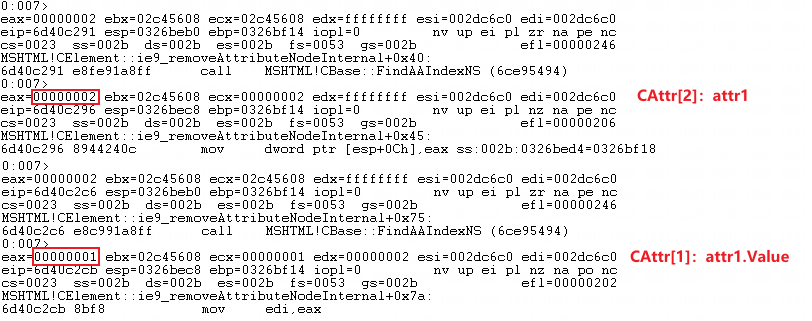 0:007>
eax=00000002 ebx=02c45608 ecx=02c45608 edx=ffffffff esi=002dc6c0 edi=002dc6c0
eip=6d40c291 esp=0326beb0 ebp=0326bf14 iopl=0 nv up ei pl zr na pe nc
cs=0023 ss=002b ds=002b es=002b fs=0053 gs=002b efl=00000246
MSHTML!CElement::ie9_removeAttributeNodeInternal+0x40:
6d40c291 e8fe91a8ff call MSHTML!CBase::FindAAIndexNS (6ce95494)
0:007>
eax=00000002 ebx=02c45608 ecx=00000002 edx=ffffffff esi=002dc6c0 edi=002dc6c0
CAttr[2]: attr1
eip=6d40c296 esp=0326bec8 ebp=0326bf14 iopl=0 nv up ei pl nz na pe nc
cs=0023 ss=002b ds=002b es=002b fs=0053 gs=002b efl=00000206
MSHTML!CElement::ie9_removeAttributeNodeInternal+0x45:
6d40c296 8944240c mov dword ptr [esp+0Ch],eax ss:002b:0326bed4=0326bf18
0:007>
eax=00000000 ebx=02c45608 ecx=02c45608 edx=00000002 esi=002dc6c0 edi=002dc6c0
eip=6d40c2c6 esp=0326beb0 ebp=0326bf14 iopl=0 nv up ei pl zr na pe nc
cs=0023 ss=002b ds=002b es=002b fs=0053 gs=002b efl=00000246
MSHTML!CElement::ie9_removeAttributeNodeInternal+0x75:
6d40c2c6 e8c991a8ff call MSHTML!CBase::FindAAIndexNS (6ce95494)
0:007>
eax=00000001 ebx=02c45608 ecx=00000001 edx=00000002 esi=002dc6c0 edi=002dc6c0
CAttr[1]: attr1.Value
eip=6d40c2cb esp=0326bec8 ebp=0326bf14 iopl=0 nv up ei pl nz na po nc
cs=0023 ss=002b ds=002b es=002b fs=0053 gs=002b efl=00000202
MSHTML!CElement::ie9_removeAttributeNodeInternal+0x7a:
6d40c2cb 8bf8 mov edi,eax